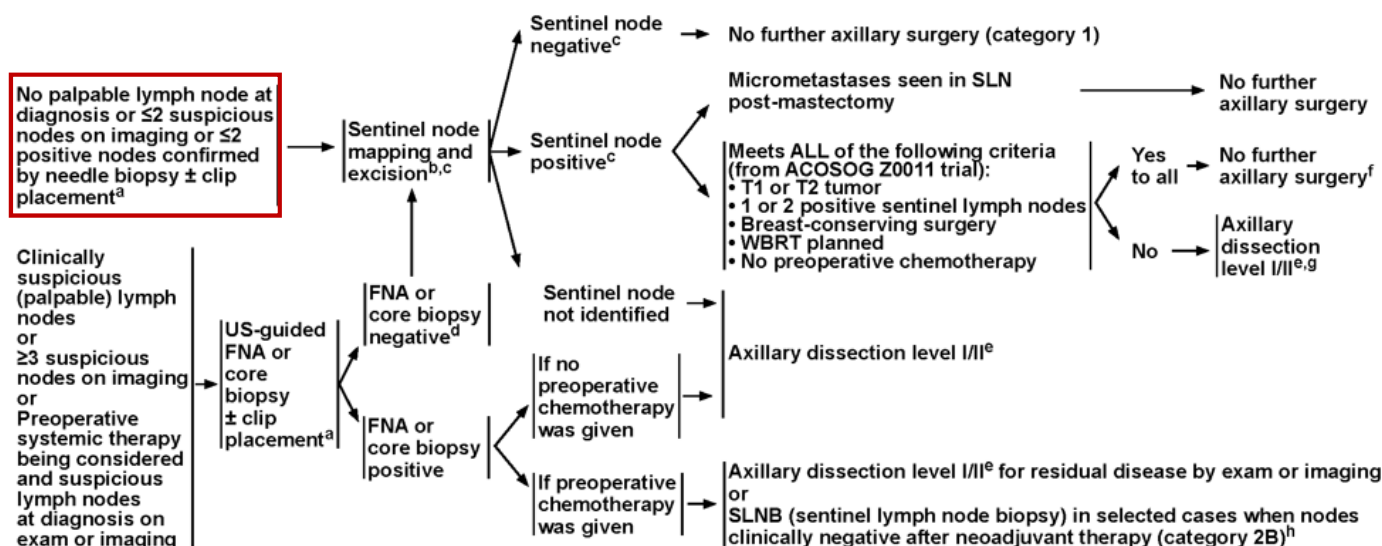 Sentinel node
negativeᶜ
No further axillary surgery (category 1)
No palpable lymph node at
diagnosis or ≤2 suspicious
nodes on imaging or ≤2
positive nodes confirmed
by needle biopsy ± clip
placementᵃ
Sentinel node
mapping and
excisionᵇ,ᶜ
Sentinel node
positiveᶜ
Micrometastases seen in SLN
post-mastectomy
No further
axillary surgery
Meets ALL of the following criteria
(from ACOSOG Z0011 trial):
• T1 or T2 tumor
• 1 or 2 positive sentinel lymph nodes
• Breast-conserving surgery
• WBRT planned
• No preoperative chemotherapy
Yes
to all
No further
axillary surgeryᶠ
No
Axillary
dissection
level I/IIᵉ,ᵍ
Clinically
suspicious
(palpable) lymph
nodes
or
≥3 suspicious
nodes on imaging
or
Preoperative
systemic therapy
being considered
and suspicious
lymph nodes
at diagnosis on
exam or imaging
US-guided
FNA or
core
biopsy
± clip
placementᵃ
FNA or
core biopsy
negativeᵈ
Sentinel node
not identified
Axillary dissection level I/IIᵉ
FNA or
core biopsy
positive
If no
preoperative
chemotherapy
was given
If preoperative
chemotherapy
was given
Axillary dissection level I/IIᵉ for residual disease by exam or imaging
or
SLNB (sentinel lymph node biopsy) in selected cases when nodes
clinically negative after neoadjuvant therapy (category 2B)ʰ